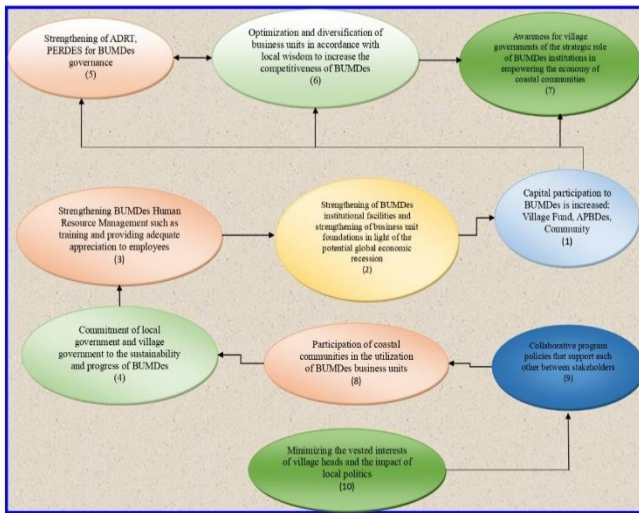 Strengthening of ADRT,
PERDES for BUMDes
governance
(5)
Optimization and diversification of
business units in accordance with
local wisdom to increase the
competitiveness of BUMDes
(6)
Awareness for village
governments of the strategic role
of BUMDes institutions in
empowering the economy of
coastal communities
(7)
Strengthening BUMDes Human
Resource Management such as
training and providing adequate
appreciation to employees
(3)
Strengthening of BUMDes
institutional facilities and
strengthening of business unit
foundations in light of the
potential global economic
recession
(2)
Capital participation to
BUMDes is increased:
Village Fund, APBDes,
Community
(1)
Commitment of local
government and village
government to the sustainability
and progress of BUMDes
(4)
Participation of coastal
communities in the utilization
of BUMDes business units
(8)
Collaborative program
policies that support each
other between stakeholders
(9)
Minimizing the vested interests
of village heads and the impact of
local politics
(10)